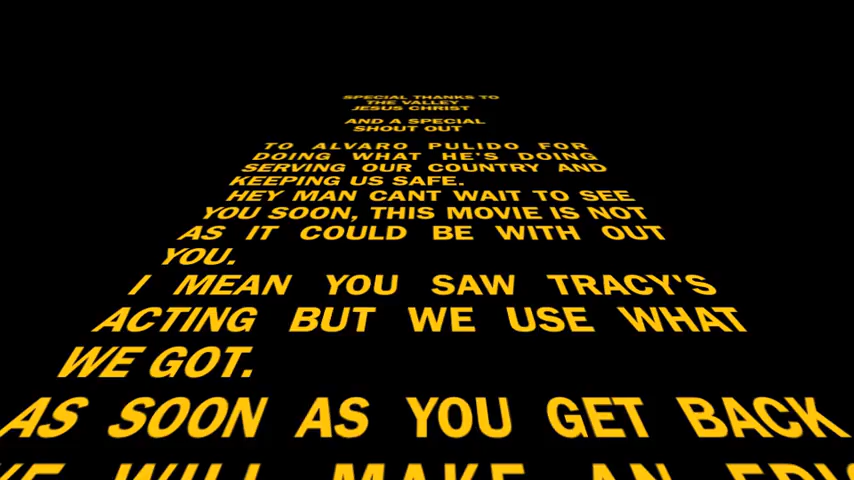 SPECIAL THANKS TO
THE VALLEY
JESUS CHRIST
AND A SPECIAL
SHOUT OUT
TO ALVARO PULIDO FOR
DOING WHAT HE'S DOING
SERVING OUR COUNTRY AND
KEEPING US SAFE.
HEY MAN CANT WAIT TO SEE
YOU SOON, THIS MOVIE IS NOT
AS IT COULD BE WITH OUT
YOU.
I MEAN YOU SAW TRACY'S
ACTING BUT WE USE WHAT
WE GOT.
AS SOON AS YOU GET BACK
WILL MAKE AN